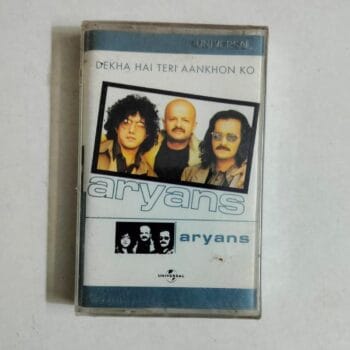 UNIVERSAL
DEKHA HAI TERI AANKHON KO
aryans
aryans
UNIVERSAL